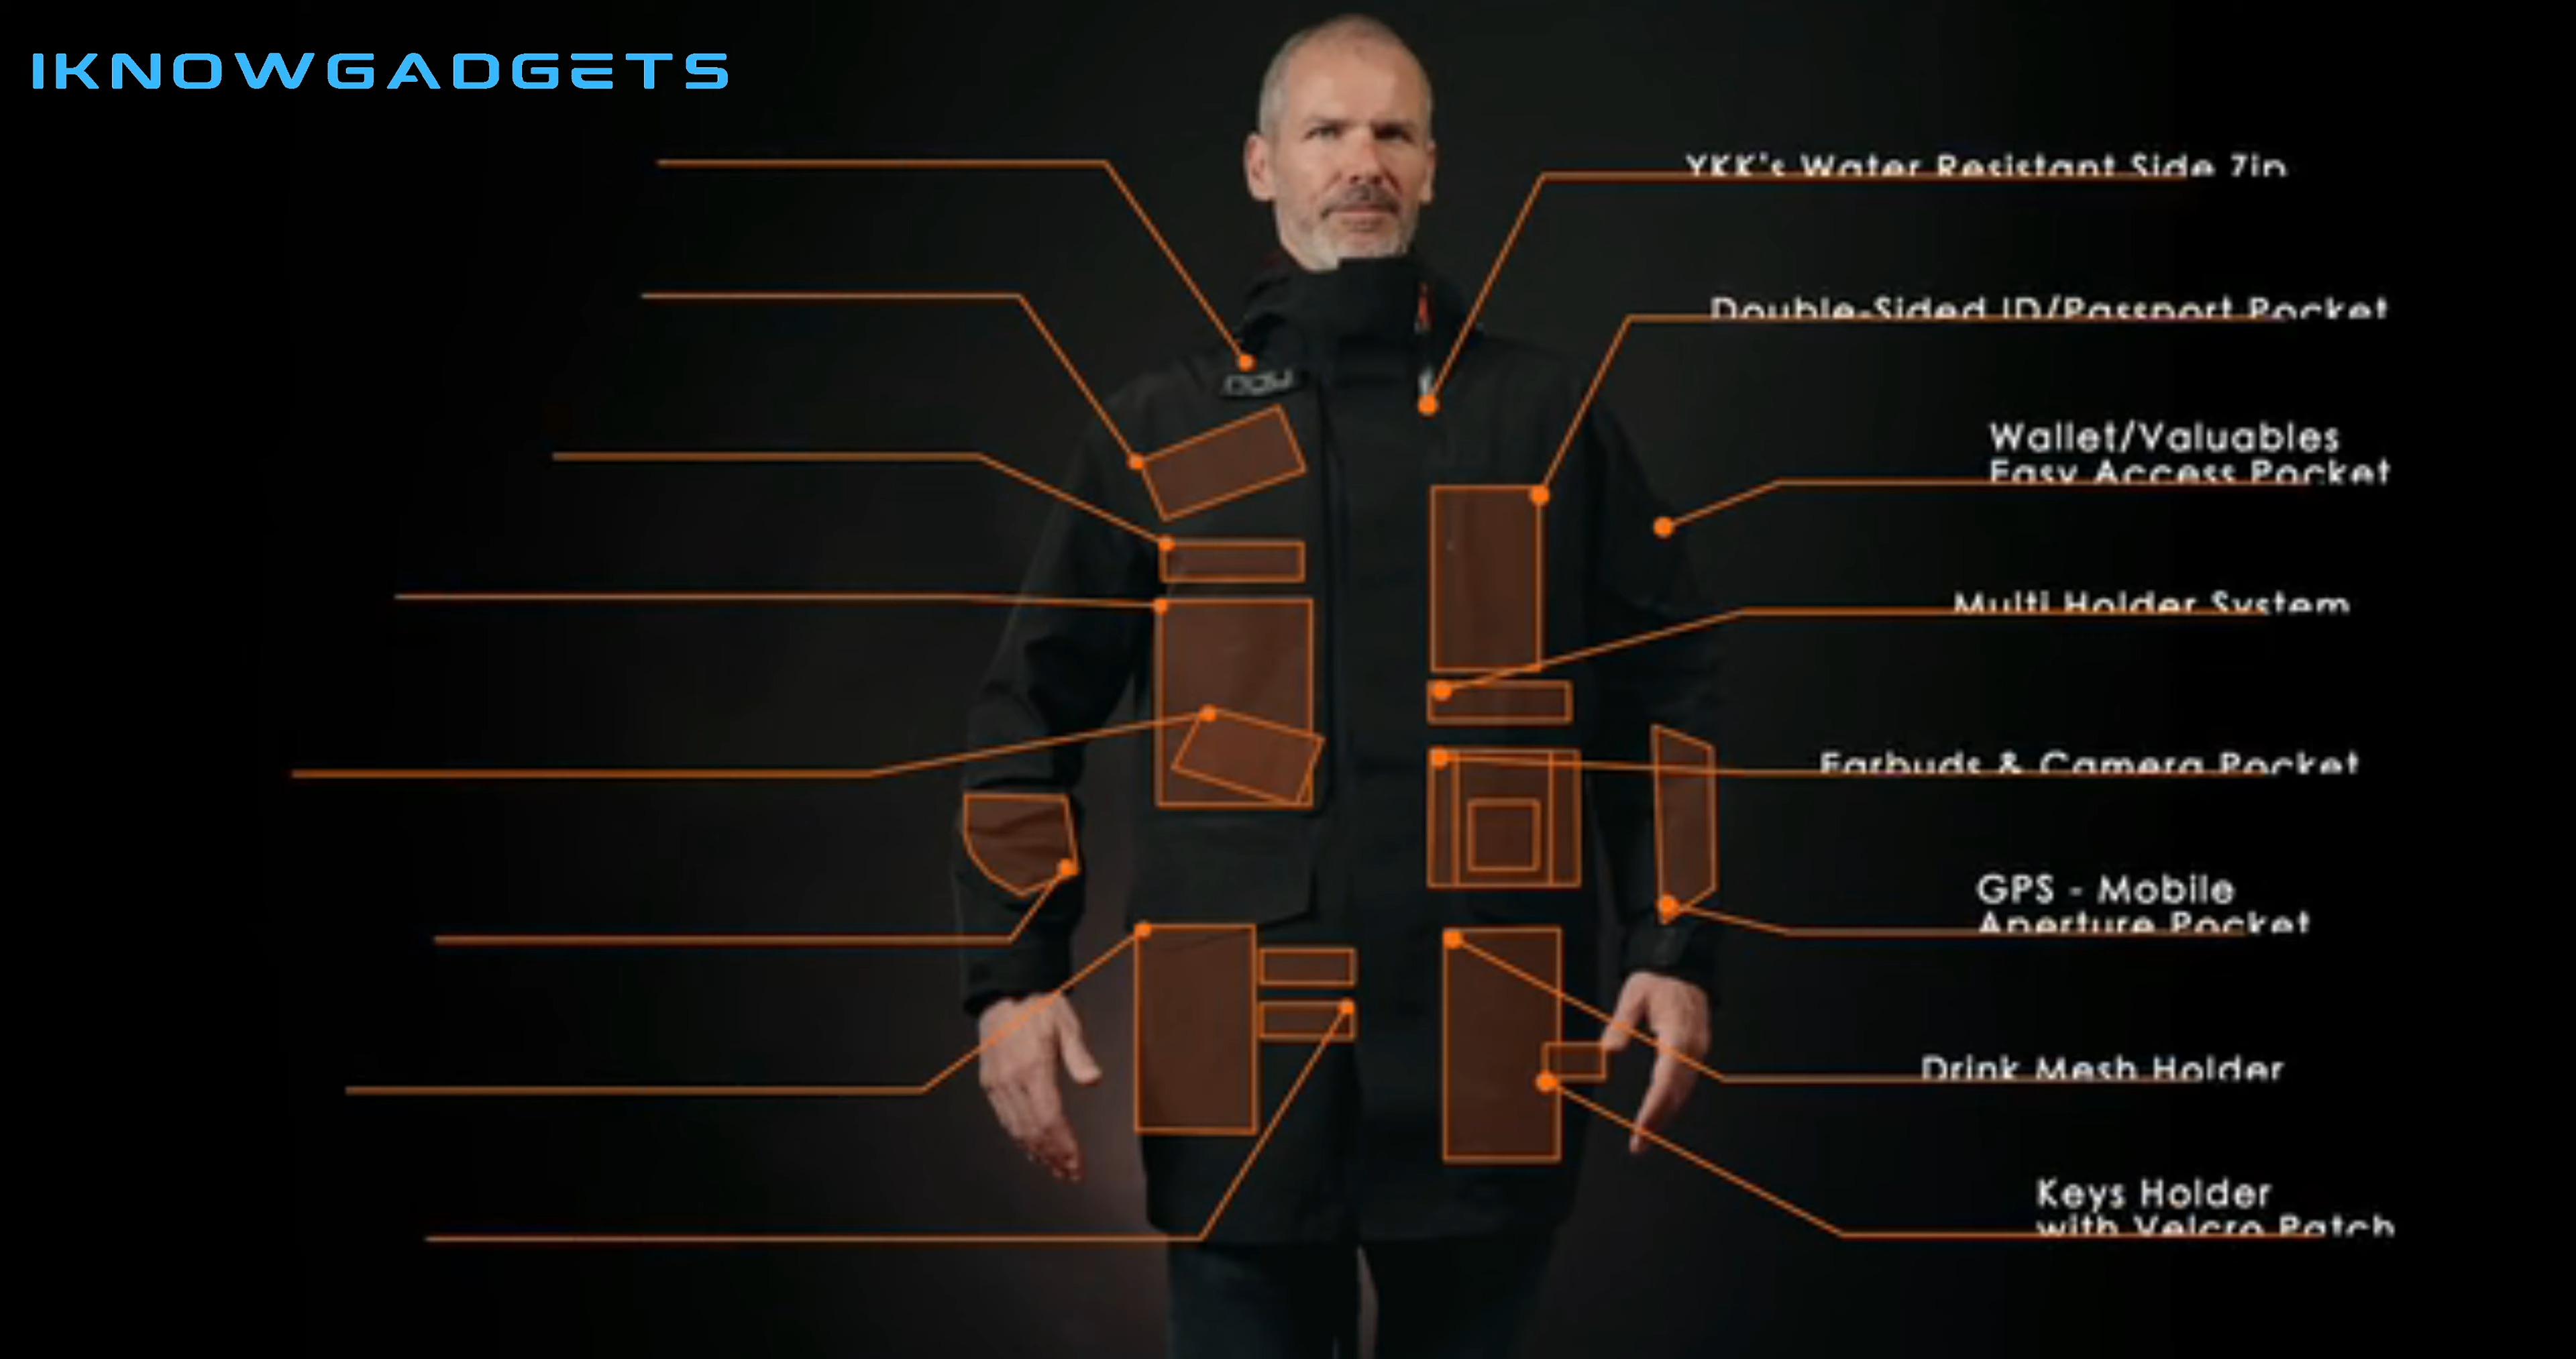 IKNOWGADGETS
YKK's Water Resistant Side Zip
Double-Sided ID/Passport Pocket
Wallet/Valuables
Easy Access Pocket
Multi Holder System
Earbuds & Camera Pocket
GPS - Mobile
Aperture Pocket
Drink Mesh Holder
Keys Holder
with Velcro Patch